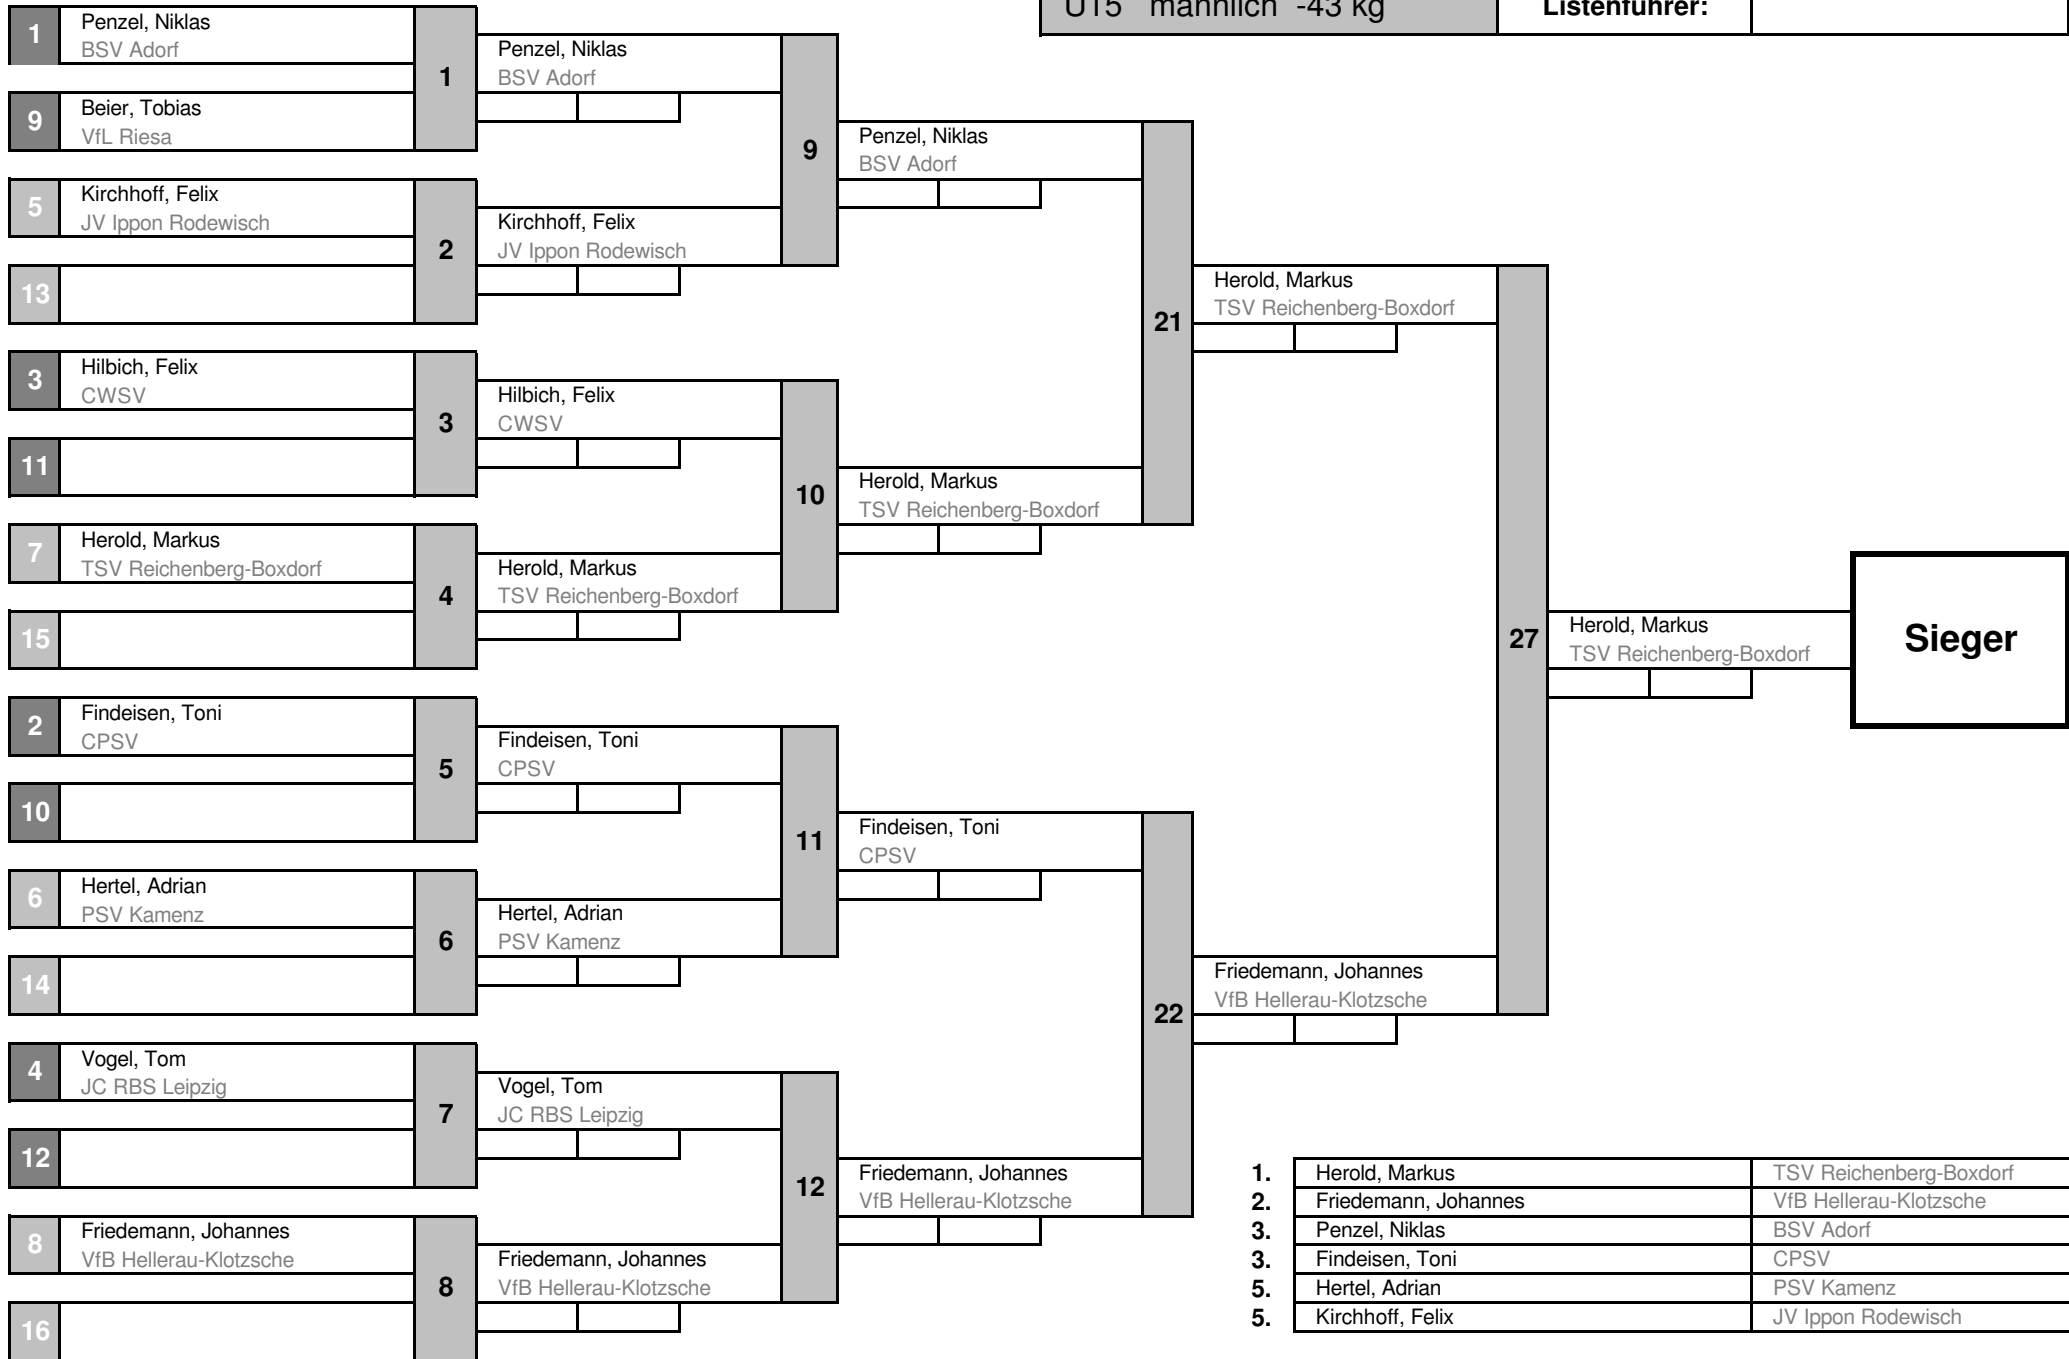 U15 männlich -43 kg
Listenführer:
1
Penzel, Niklas
BSV Adorf
9
Beier, Tobias
VfL Riesa
5
Kirchhoff, Felix
JV Ippon Rodewisch
13
3
Hilbich, Felix
CWSV
11
7
Herold, Markus
TSV Reichenberg-Boxdorf
15
2
Findeisen, Toni
CPSV
10
6
Hertel, Adrian
PSV Kamenz
14
4
Vogel, Tom
JC RBS Leipzig
12
8
Friedemann, Johannes
VfB Hellerau-Klotzsche
16
1
2
3
4
5
6
7
8
Penzel, Niklas
BSV Adorf
Kirchhoff, Felix
JV Ippon Rodewisch
Hilbich, Felix
CWSV
Herold, Markus
TSV Reichenberg-Boxdorf
Findeisen, Toni
CPSV
Hertel, Adrian
PSV Kamenz
Vogel, Tom
JC RBS Leipzig
Friedemann, Johannes
VfB Hellerau-Klotzsche
9
10
11
12
Penzel, Niklas
BSV Adorf
Herold, Markus
TSV Reichenberg-Boxdorf
Findeisen, Toni
CPSV
Friedemann, Johannes
VfB Hellerau-Klotzsche
21
22
Herold, Markus
TSV Reichenberg-Boxdorf
Friedemann, Johannes
VfB Hellerau-Klotzsche
27
Herold, Markus
TSV Reichenberg-Boxdorf
Sieger
1. Herold, Markus TSV Reichenberg-Boxdorf
2. Friedemann, Johannes VfB Hellerau-Klotzsche
3. Penzel, Niklas BSV Adorf
3. Findeisen, Toni CPSV
5. Hertel, Adrian PSV Kamenz
5. Kirchhoff, Felix JV Ippon Rodewisch